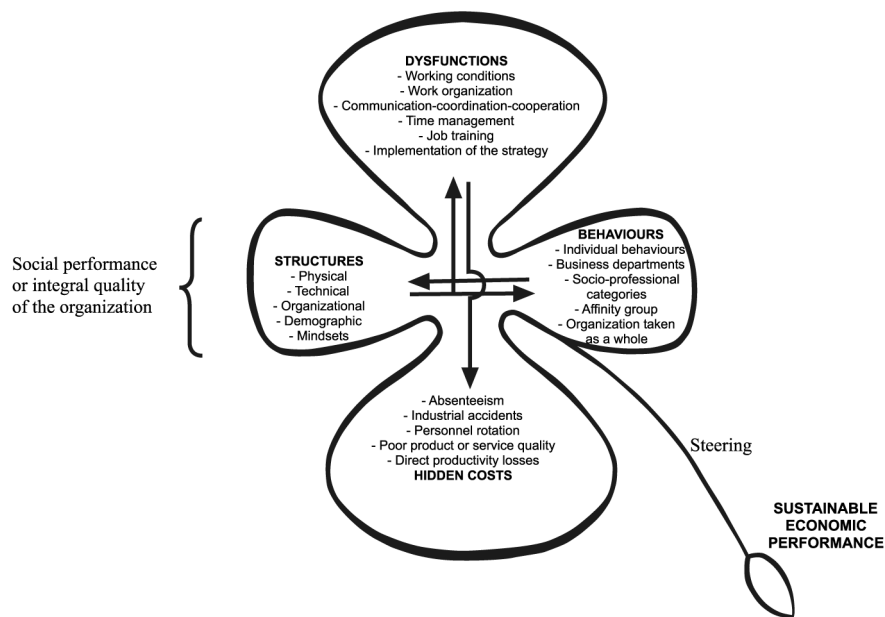 DYSFUNCTIONS
- Working conditions
- Work organization
- Communication-coordination-cooperation
- Time management
- Job training
- Implementation of the strategy
Social performance
or integral quality
of the organization
STRUCTURES
- Physical
- Technical
- Organizational
- Demographic
- Mindsets
BEHAVIOURS
- Individual behaviours
- Business departments
- Socio-professional
categories
- Affinity group
- Organization taken
as a whole
- Absenteeism
- Industrial accidents
- Personnel rotation
- Poor product or service quality
- Direct productivity losses
HIDDEN COSTS
Steering
SUSTAINABLE
ECONOMIC
PERFORMANCE